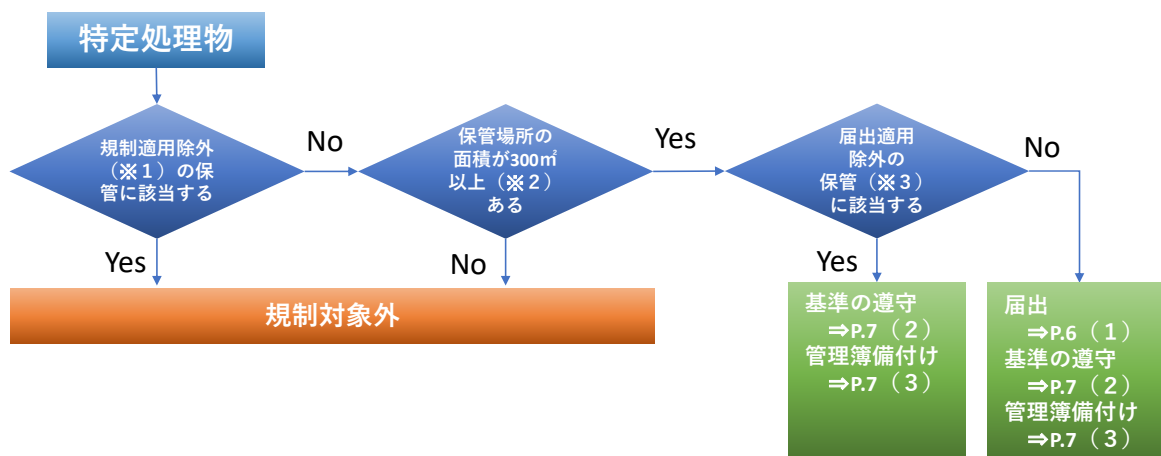 特定処理物
規制適用除外
（※１）の保
管に該当する
No
保管場所の
面積が300㎡
以上（※２）
ある
Yes
届出適用
除外の
保管（※３）
に該当する
No
Yes
No
Yes
規制対象外
基準の遵守
⇒P.7（２）
管理簿備付け
⇒P.7（３）
届出
⇒P.6（１）
基準の遵守
⇒P.7（２）
管理簿備付け
⇒P.7（３）